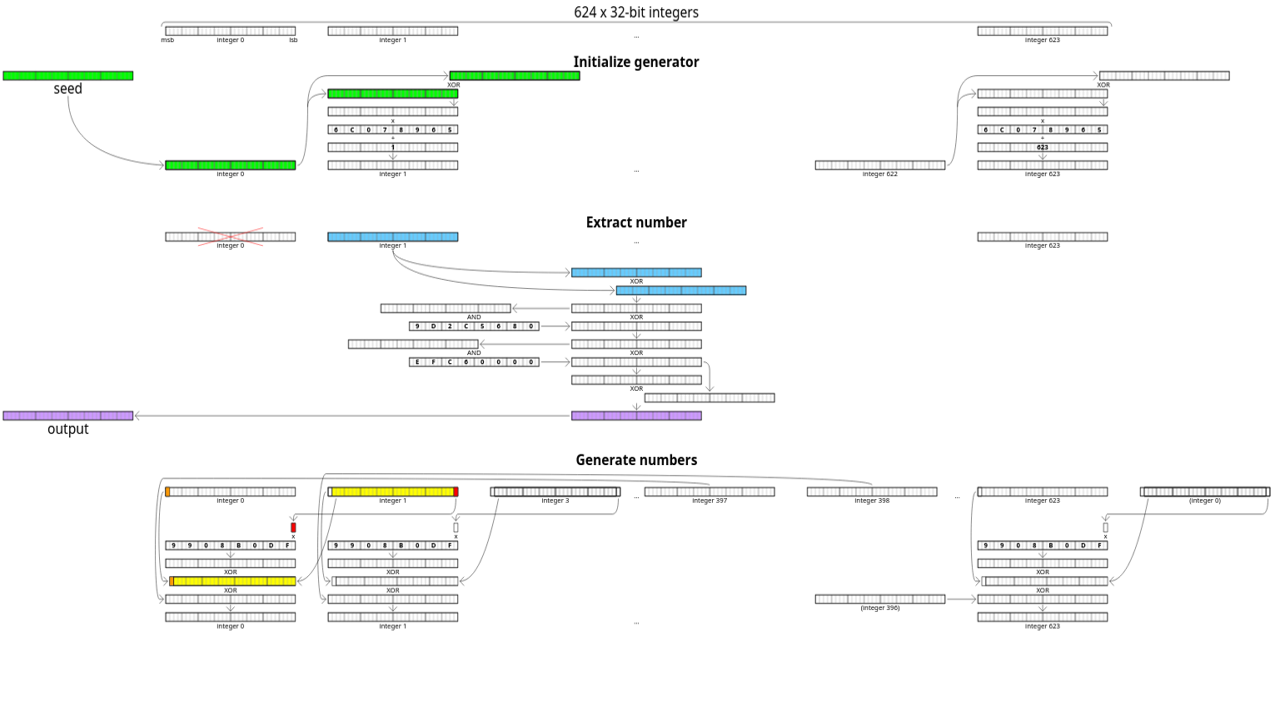 624 x 32-bit integers
msb integer 0 lsb integer 1 ... integer 623
Initialize generator
seed
XOR XOR
x x
6 C 0 7 8 9 6 5 6 C 0 7 8 9 6 5
+ +
1 623
integer 0 integer 1 ... integer 622 integer 623
Extract number
integer 0 integer 1 ... integer 623
XOR
AND XOR
9 D 2 C 5 6 8 0
AND XOR
E F C 6 0 0 0 0
XOR
output
Generate numbers
integer 0 integer 1 integer 3 ... integer 397 integer 398 ... integer 623 (integer 0)
x x x
9 9 0 8 B 0 D F 9 9 0 8 B 0 D F 9 9 0 8 B 0 D F
XOR XOR XOR
XOR XOR XOR
(integer 396)
integer 0 integer 1 ... integer 623